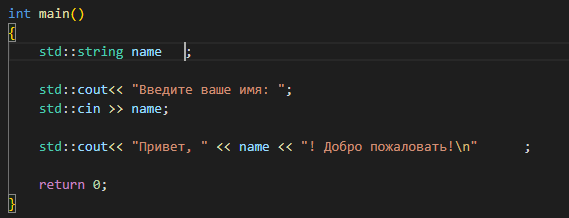 int main()
{
    std::string name   ;
    std::cout<< "Введите ваше имя: ";
    std::cin >> name;
    std::cout<< "Привет, " << name << "! Добро пожаловать!\n"      ;
    return 0;
}